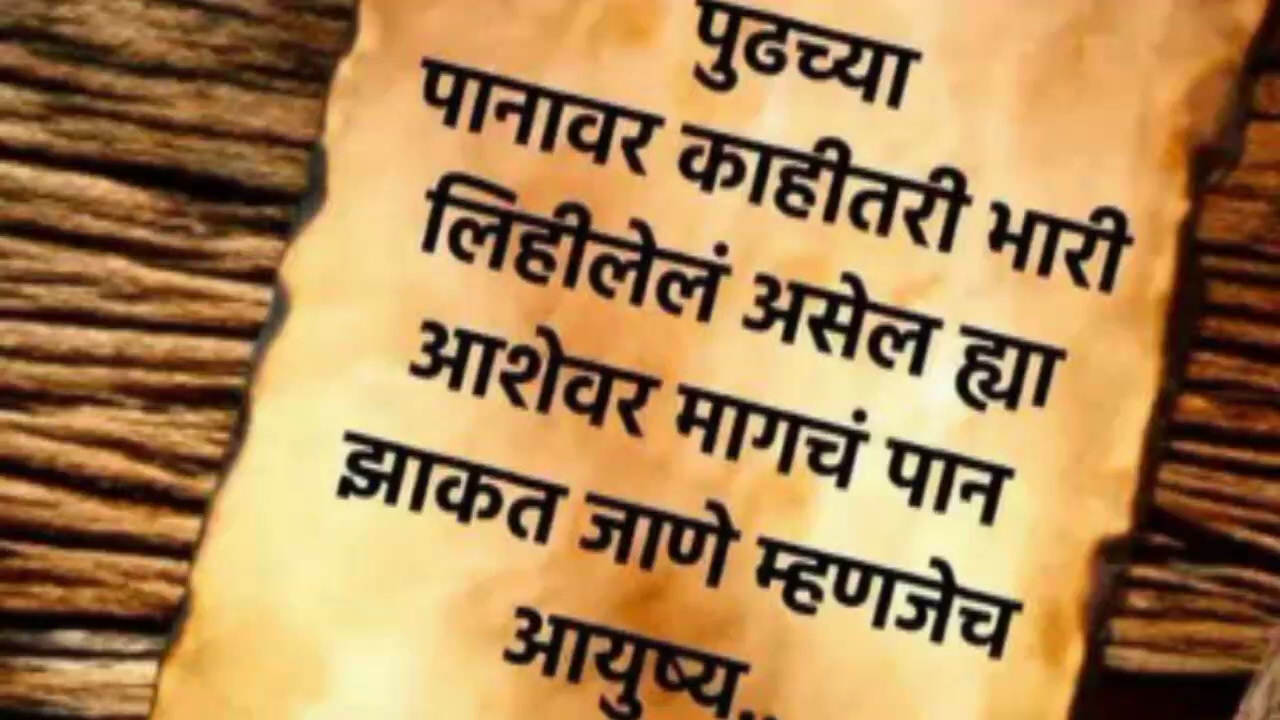 पुढच्या
पानावर काहीतरी भारी
लिहीलेलं असेल ह्या
आशेवर मागचं पान
झाकत जाणे म्हणजेच
आयुष्य..